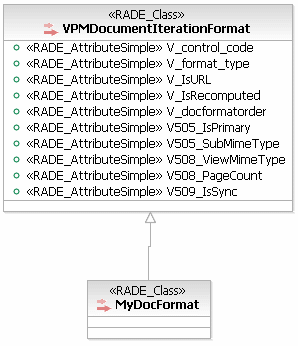 «RADE_Class»
VPMDocumentIterationFormat
«RADE_AttributeSimple» V_control_code
«RADE_AttributeSimple» V_format_type
«RADE_AttributeSimple» V_IsURL
«RADE_AttributeSimple» V_IsRecomputed
«RADE_AttributeSimple» V_docformatorder
«RADE_AttributeSimple» V505_IsPrimary
«RADE_AttributeSimple» V505_SubMimeType
«RADE_AttributeSimple» V508_ViewMimeType
«RADE_AttributeSimple» V508_PageCount
«RADE_AttributeSimple» V509_IsSync
«RADE_Class»
MyDocFormat